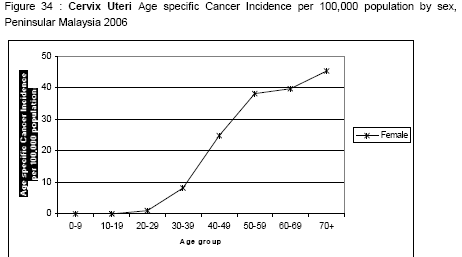 Figure 34 : Cervix Uteri Age specific Cancer Incidence per 100,000 population by sex,
Peninsular Malaysia 2006
Age specific Cancer Incidence
per 100,000 population
50
40
30
20
10
0
0-9 10-19 20-29 30-39 40-49 50-59 60-69 70+
Age group
Female